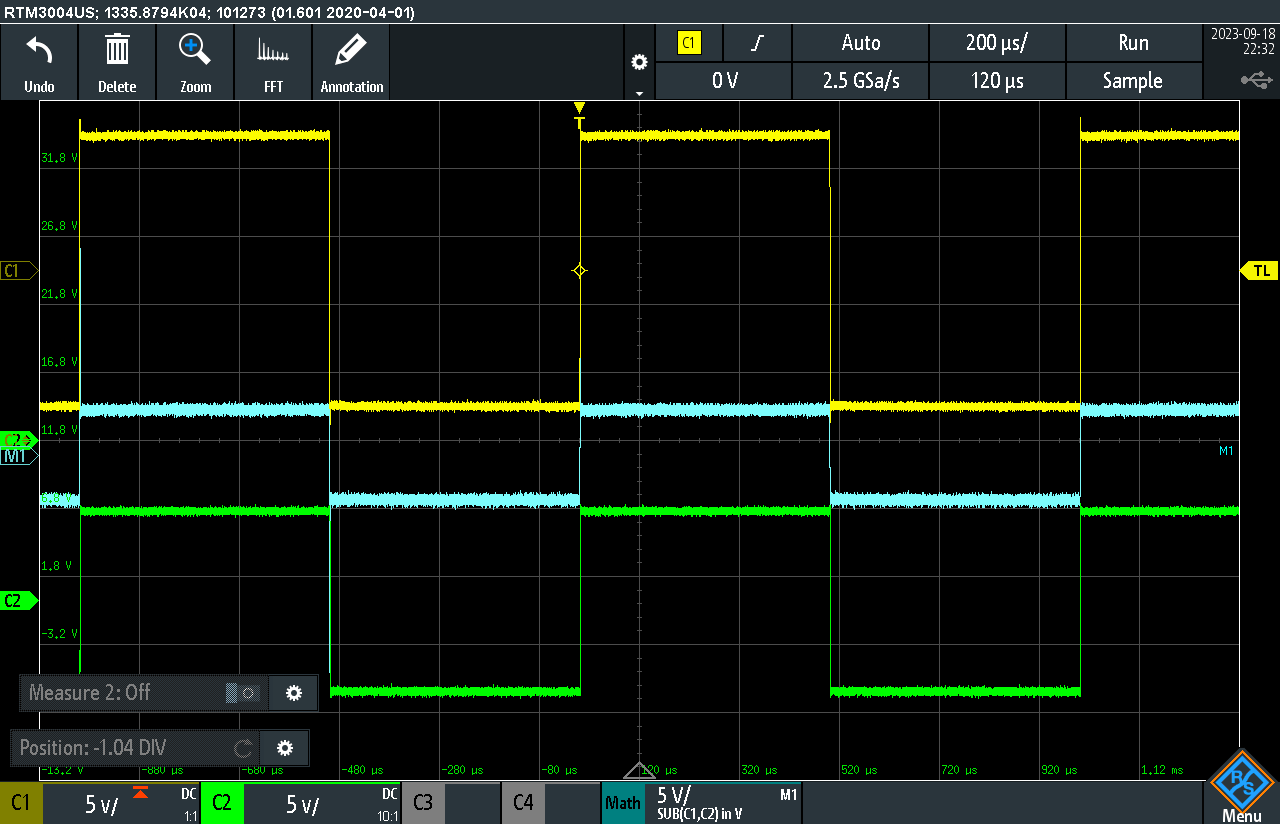 RTM3004US; 1335.8794K04; 101273 (01.601 2020-04-01)
Undo
Delete
Zoom
FFT
Annotation
C1
Auto
200 µs/
Run
2023-09-18
22:32
0 V
2.5 GSa/s
120 µs
Sample
T
31,8 V
26,8 V
C1
TL
21,8 V
16,8 V
11,8 V
C2
M1
M1
6,8 V
1,8 V
C2
-3,2 V
Measure 2: Off
Position: -1.04 DIV
-13,2 V
-880 µs
-680 µs
-480 µs
-280 µs
-80 µs
120 µs
320 µs
520 µs
720 µs
920 µs
1,12 ms
C1
5 V/
DC
1:1
C2
5 V/
DC
10:1
C3
C4
Math
5 V/
M1
SUB(C1,C2) in V
R S
Menu